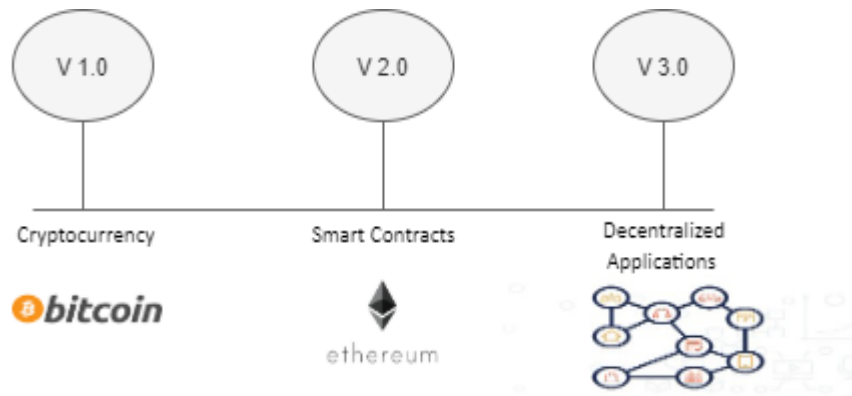 V 1.0
V 2.0
V 3.0
Cryptocurrency
Smart Contracts
Decentralized
Applications
bitcoin
ethereum